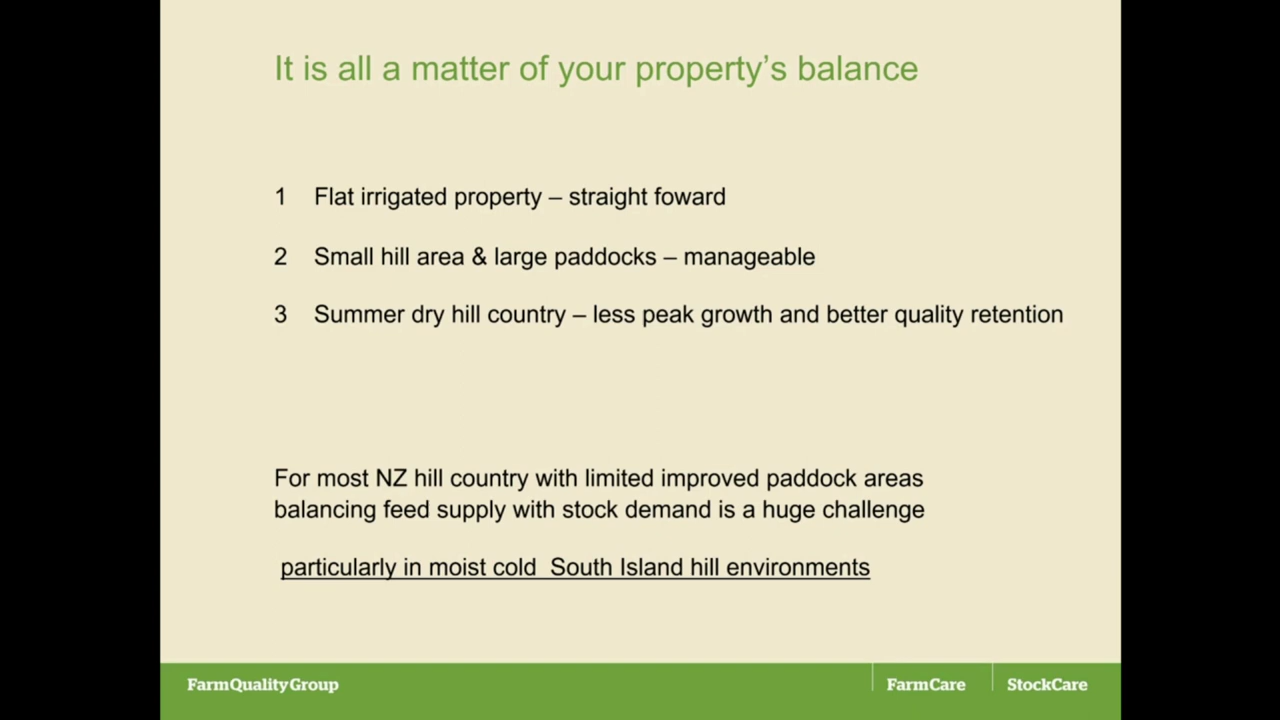 It is all a matter of your property’s balance
1 Flat irrigated property – straight foward
2 Small hill area & large paddocks – manageable
3 Summer dry hill country – less peak growth and better quality retention
For most NZ hill country with limited improved paddock areas
balancing feed supply with stock demand is a huge challenge
particularly in moist cold South Island hill environments
FarmQualityGroup
FarmCare
StockCare